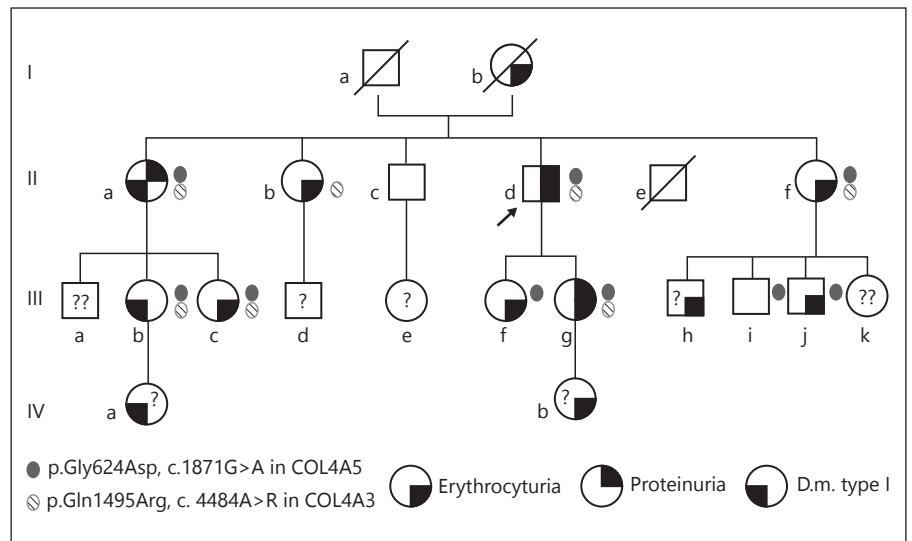 I
a
b
II
a
b
c
d
e
f
III
??
?
?
?
??
a
b
c
d
e
f
g
h
i
j
k
IV
a
?
?
b
p.Gly624Asp, c.1871G>A in COL4A5
p.Gln1495Arg, c. 4484A>R in COL4A3
Erythrocyturia
Proteinuria
D.m. type I